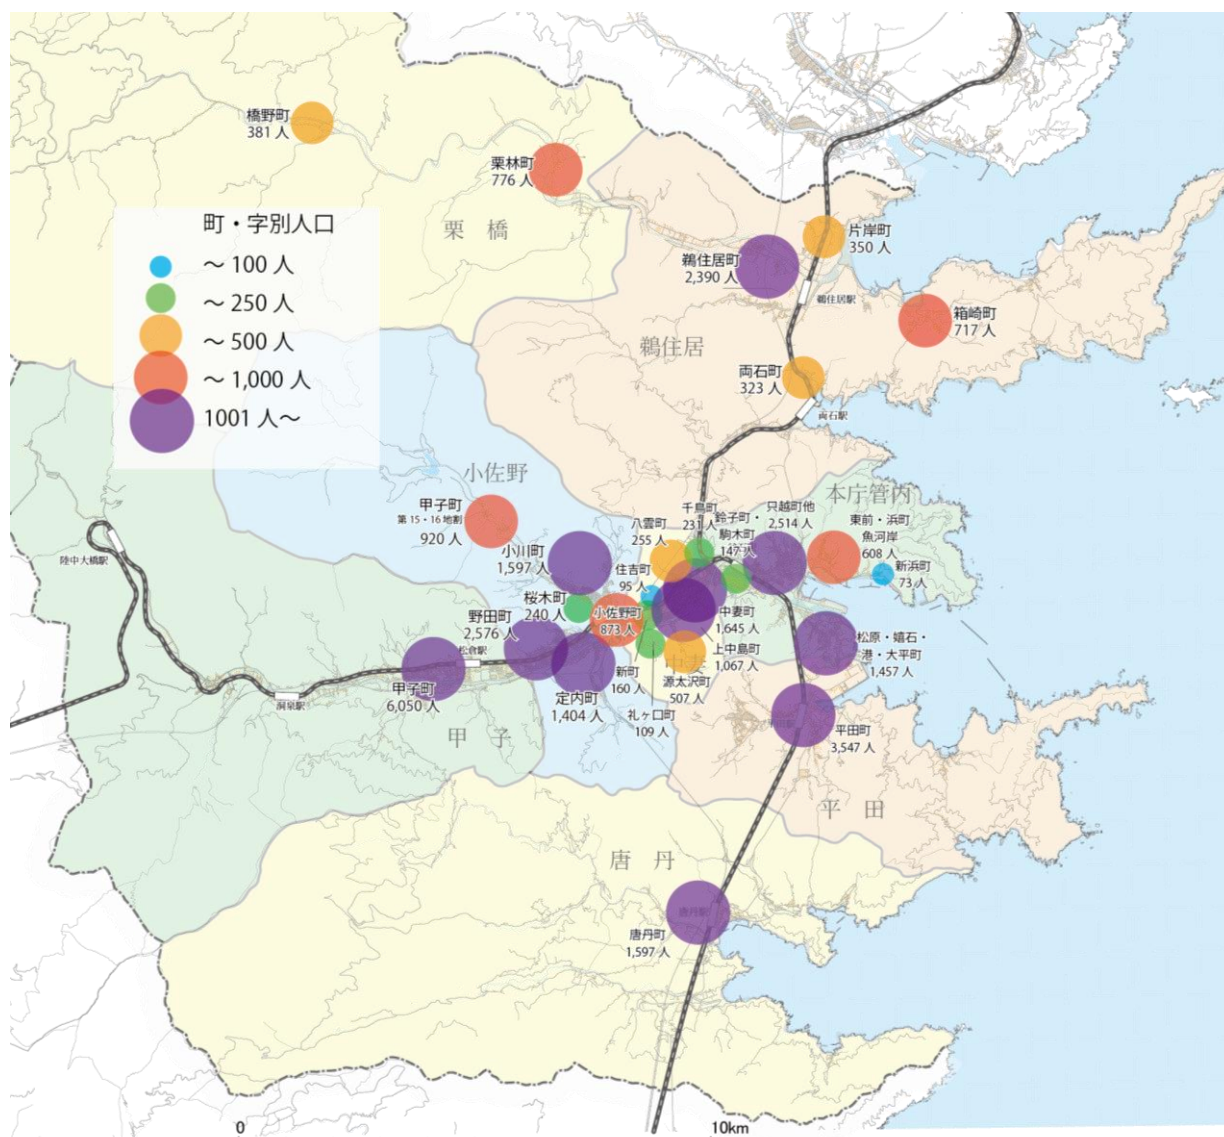 橋野町
381 人
栗林町
776 人
栗 橋
町・字別人口
～ 100 人
～ 250 人
～ 500 人
～ 1,000 人
1001 人～
片岸町
350 人
鵜住居町
2,390 人
鵜住居駅
箱崎町
717 人
鵜住居
両石町
323 人
両石駅
小佐野
甲子町
第 15・16 地割
920 人
小川町
1,597 人
八雲町
255 人
千鳥町
231 人
鈴子町・
駒木町
147 人
只越町他
2,514 人
本庁管内
東前・浜町
魚河岸
608 人
新浜町
73 人
陸中大橋駅
住吉町
95 人
桜木町
240 人
小佐野町
873 人
野田町
2,576 人
中妻町
1,645 人
上中島町
1,067 人
中妻
松原・嬉石・
港・大平町
1,457 人
松倉駅
甲子町
6,050 人
洞泉駅
定内町
1,404 人
新町
160 人
源太沢町
507 人
礼ヶ口町
109 人
甲 子
平田町
3,547 人
平 田
唐 丹
唐丹駅
唐丹町
1,597 人
0
10km